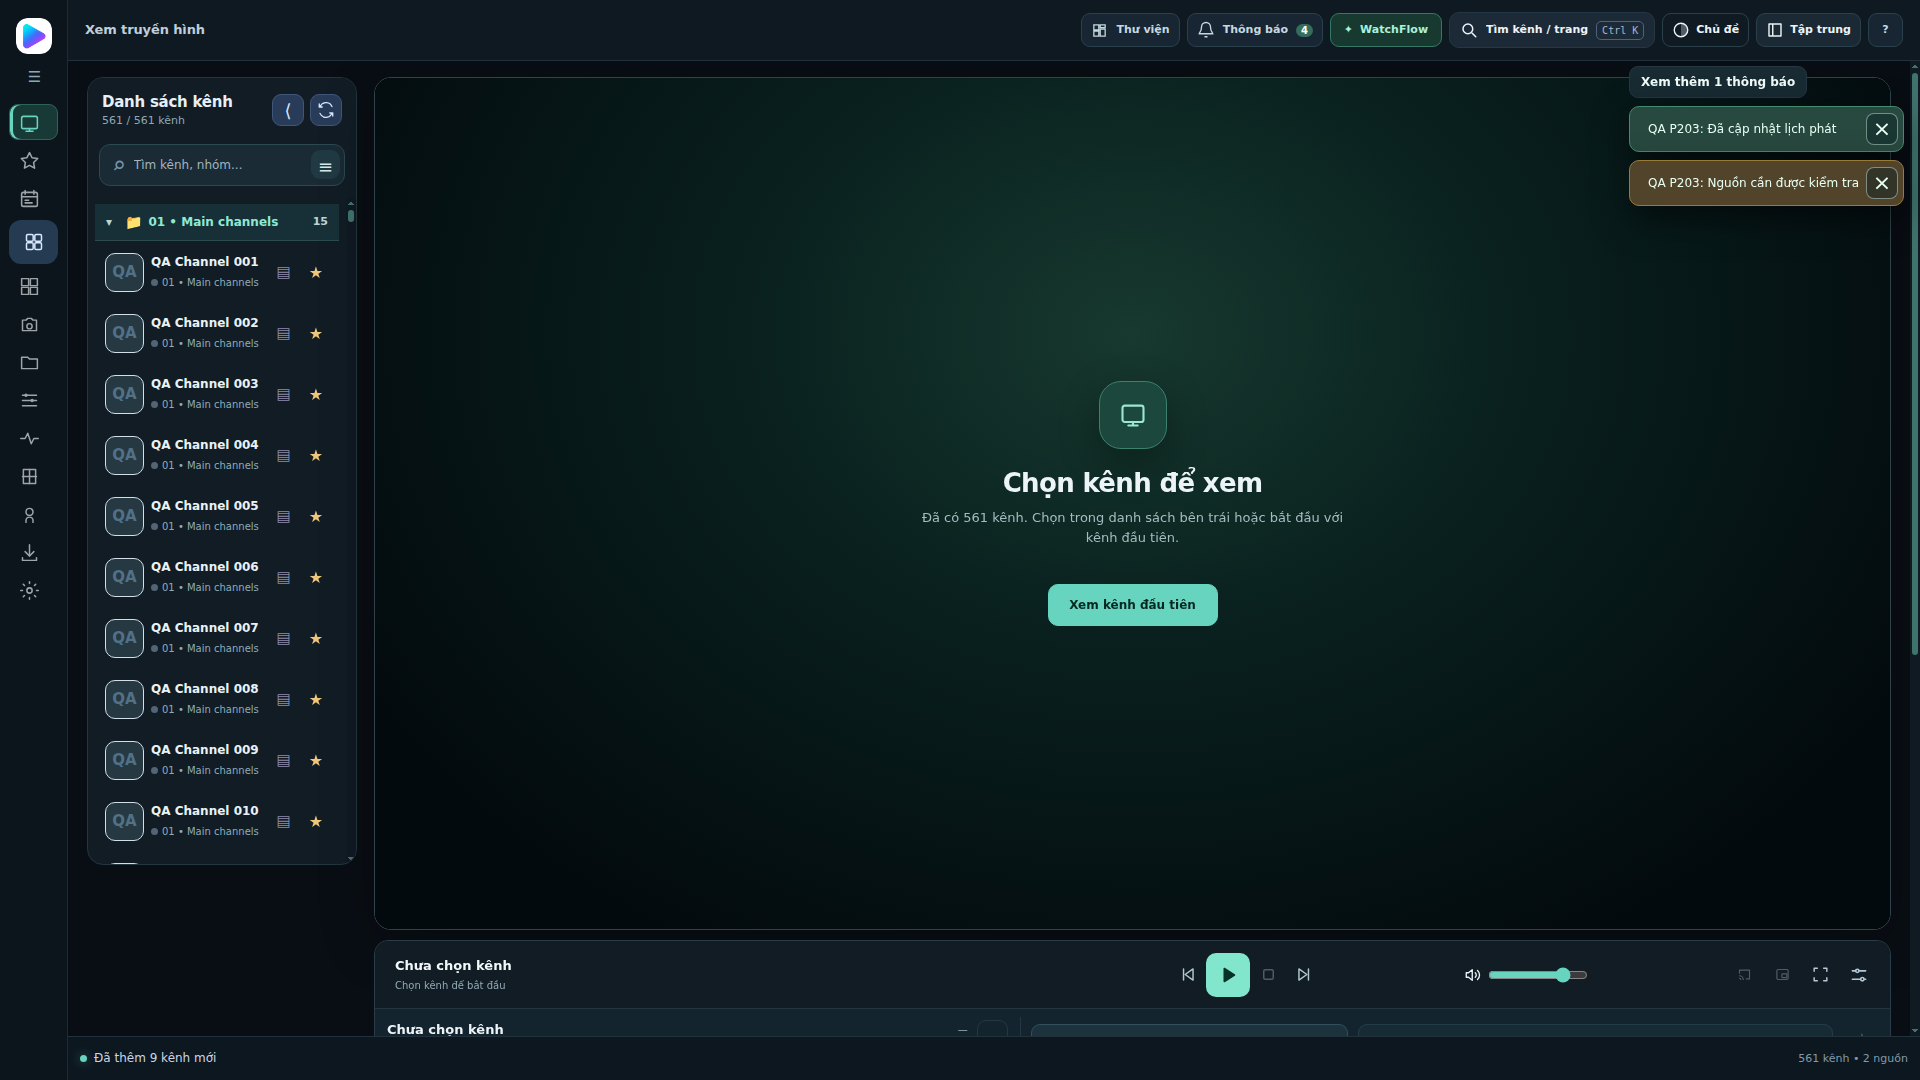 Xem truyền hình
Thư viện
Thông báo 4
WatchFlow
Tìm kênh / trang Ctrl K
Chủ đề
Tập trung
?
Xem thêm 1 thông báo
QA P203: Đã cập nhật lịch phát
QA P203: Nguồn cần được kiểm tra
Danh sách kênh
561 / 561 kênh
Tìm kênh, nhóm...
01 • Main channels 15
QA QA Channel 001
01 • Main channels
QA QA Channel 002
01 • Main channels
QA QA Channel 003
01 • Main channels
QA QA Channel 004
01 • Main channels
QA QA Channel 005
01 • Main channels
QA QA Channel 006
01 • Main channels
QA QA Channel 007
01 • Main channels
QA QA Channel 008
01 • Main channels
QA QA Channel 009
01 • Main channels
QA QA Channel 010
01 • Main channels
Chọn kênh để xem
Đã có 561 kênh. Chọn trong danh sách bên trái hoặc bắt đầu với
kênh đầu tiên.
Xem kênh đầu tiên
Chưa chọn kênh
Chọn kênh để bắt đầu
Chưa chọn kênh
Đã thêm 9 kênh mới
561 kênh • 2 nguồn